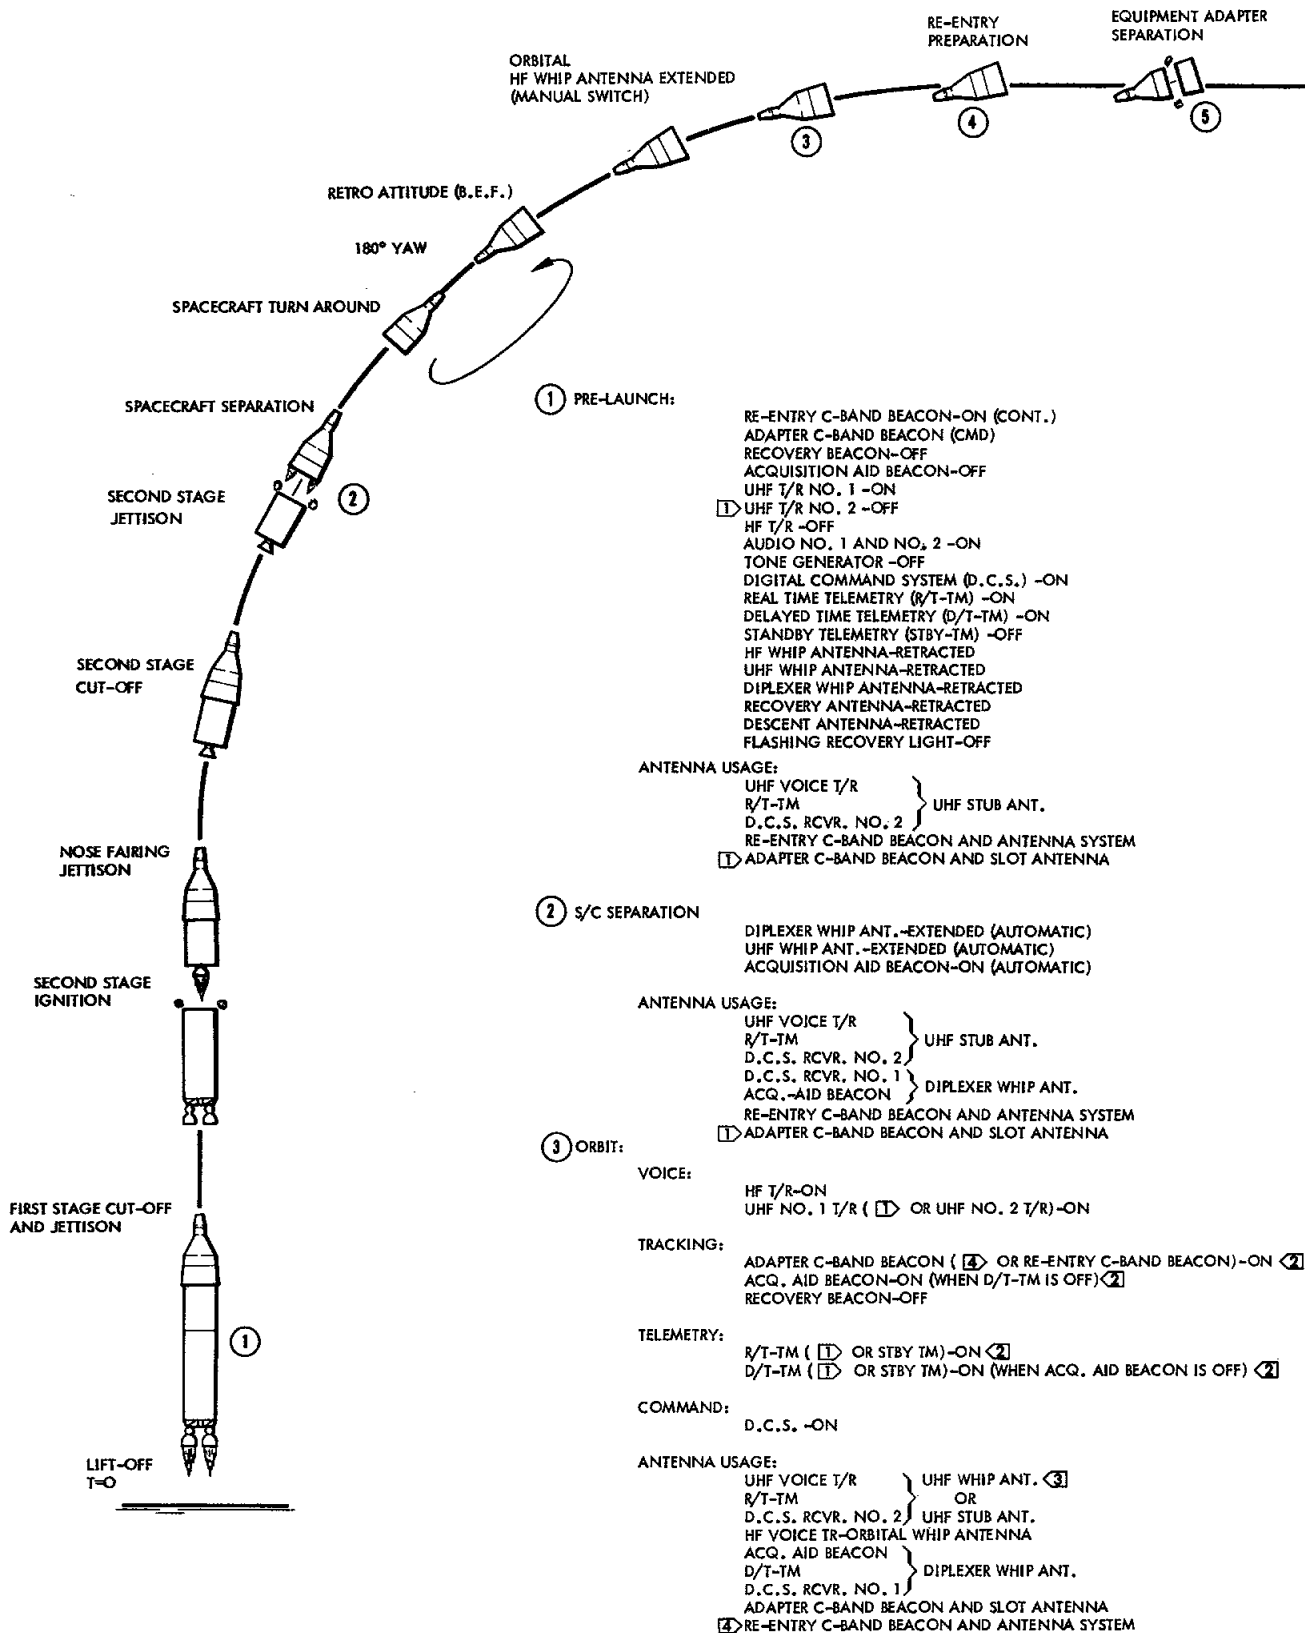 RE-ENTRY
PREPARATION
EQUIPMENT ADAPTER
SEPARATION
ORBITAL
HF WHIP ANTENNA EXTENDED
(MANUAL SWITCH)
3
4
5
RETRO ATTITUDE (B.E.F.)
180° YAW
SPACECRAFT TURN AROUND
SPACECRAFT SEPARATION
SECOND STAGE
JETTISON
2
SECOND STAGE
CUT-OFF
NOSE FAIRING
JETTISON
SECOND STAGE
IGNITION
FIRST STAGE CUT-OFF
AND JETTISON
1
LIFT-OFF
T=O
1 PRE-LAUNCH:
RE-ENTRY C-BAND BEACON-ON (CONT.)
ADAPTER C-BAND BEACON (CMD)
RECOVERY BEACON-OFF
ACQUISITION AID BEACON-OFF
UHF T/R NO. 1 -ON
1 UHF T/R NO. 2 -OFF
HF T/R -OFF
AUDIO NO. 1 AND NO. 2 -ON
TONE GENERATOR -OFF
DIGITAL COMMAND SYSTEM (D.C.S.) -ON
REAL TIME TELEMETRY (R/T-TM) -ON
DELAYED TIME TELEMETRY (D/T-TM) -ON
STANDBY TELEMETRY (STBY-TM) -OFF
HF WHIP ANTENNA-RETRACTED
UHF WHIP ANTENNA-RETRACTED
DIPLEXER WHIP ANTENNA-RETRACTED
RECOVERY ANTENNA-RETRACTED
DESCENT ANTENNA-RETRACTED
FLASHING RECOVERY LIGHT-OFF
ANTENNA USAGE:
UHF VOICE T/R
R/T-TM UHF STUB ANT.
D.C.S. RCVR. NO. 2
RE-ENTRY C-BAND BEACON AND ANTENNA SYSTEM
1 ADAPTER C-BAND BEACON AND SLOT ANTENNA
2 S/C SEPARATION
DIPLEXER WHIP ANT.-EXTENDED (AUTOMATIC)
UHF WHIP ANT.-EXTENDED (AUTOMATIC)
ACQUISITION AID BEACON-ON (AUTOMATIC)
ANTENNA USAGE:
UHF VOICE T/R
R/T-TM UHF STUB ANT.
D.C.S. RCVR. NO. 2
D.C.S. RCVR. NO. 1
ACQ.-AID BEACON DIPLEXER WHIP ANT.
RE-ENTRY C-BAND BEACON AND ANTENNA SYSTEM
1 ADAPTER C-BAND BEACON AND SLOT ANTENNA
3 ORBIT:
VOICE:
HF T/R-ON
UHF NO. 1 T/R ( 1 OR UHF NO. 2 T/R)-ON
TRACKING:
ADAPTER C-BAND BEACON ( 4 OR RE-ENTRY C-BAND BEACON)-ON 2
ACQ. AID BEACON-ON (WHEN D/T-TM IS OFF) 2
RECOVERY BEACON-OFF
TELEMETRY:
R/T-TM ( 1 OR STBY TM)-ON 2
D/T-TM ( 1 OR STBY TM)-ON (WHEN ACQ. AID BEACON IS OFF) 2
COMMAND:
D.C.S. -ON
ANTENNA USAGE:
UHF VOICE T/R UHF WHIP ANT. 3
R/T-TM OR
D.C.S. RCVR. NO. 2 UHF STUB ANT.
HF VOICE TR-ORBITAL WHIP ANTENNA
ACQ. AID BEACON
D/T-TM DIPLEXER WHIP ANT.
D.C.S. RCVR. NO. 1
ADAPTER C-BAND BEACON AND SLOT ANTENNA
4 RE-ENTRY C-BAND BEACON AND ANTENNA SYSTEM